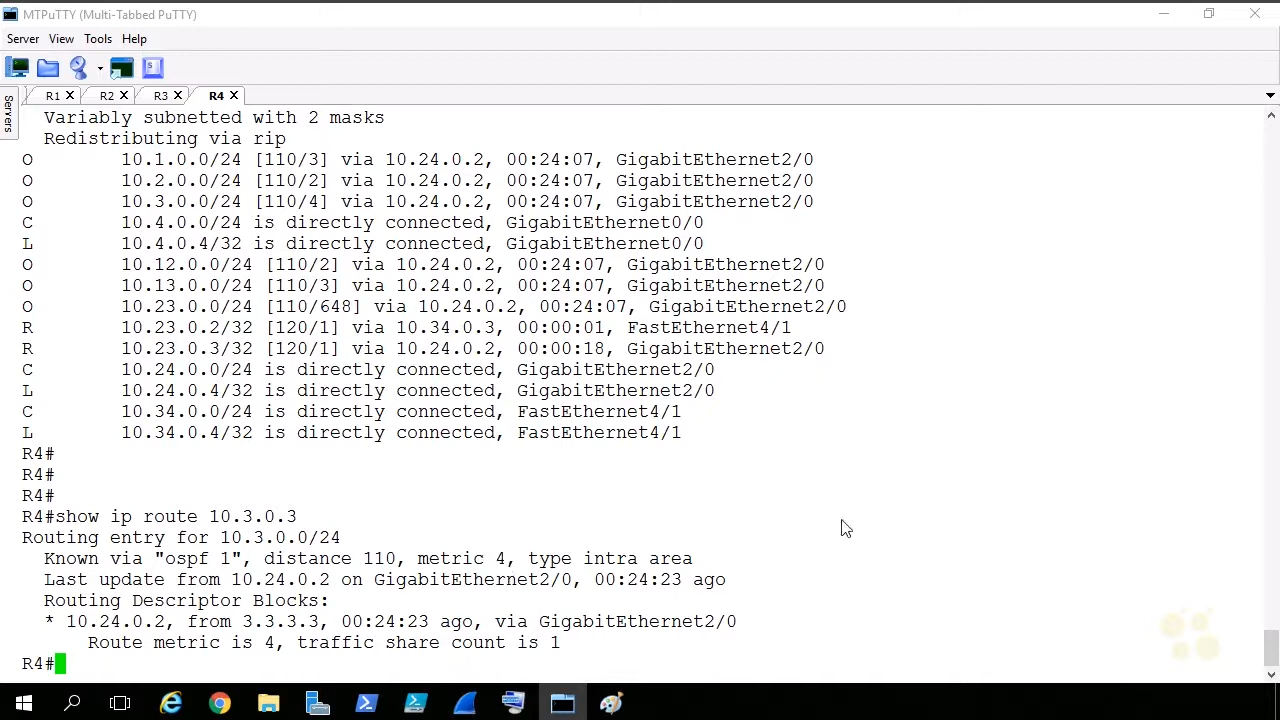 MTPuTTY (Multi-Tabbed PuTTY)
Server View Tools Help
R1 R2 R3 R4
Servers
Variably subnetted with 2 masks
Redistributing via rip
O 10.1.0.0/24 [110/3] via 10.24.0.2, 00:24:07, GigabitEthernet2/0
O 10.2.0.0/24 [110/2] via 10.24.0.2, 00:24:07, GigabitEthernet2/0
O 10.3.0.0/24 [110/4] via 10.24.0.2, 00:24:07, GigabitEthernet2/0
C 10.4.0.0/24 is directly connected, GigabitEthernet0/0
L 10.4.0.4/32 is directly connected, GigabitEthernet0/0
O 10.12.0.0/24 [110/2] via 10.24.0.2, 00:24:07, GigabitEthernet2/0
O 10.13.0.0/24 [110/3] via 10.24.0.2, 00:24:07, GigabitEthernet2/0
O 10.23.0.0/24 [110/648] via 10.24.0.2, 00:24:07, GigabitEthernet2/0
R 10.23.0.2/32 [120/1] via 10.34.0.3, 00:00:01, FastEthernet4/1
R 10.23.0.3/32 [120/1] via 10.24.0.2, 00:00:18, GigabitEthernet2/0
C 10.24.0.0/24 is directly connected, GigabitEthernet2/0
L 10.24.0.4/32 is directly connected, GigabitEthernet2/0
C 10.34.0.0/24 is directly connected, FastEthernet4/1
L 10.34.0.4/32 is directly connected, FastEthernet4/1
R4#
R4#
R4#
R4#show ip route 10.3.0.3
Routing entry for 10.3.0.0/24
Known via "ospf 1", distance 110, metric 4, type intra area
Last update from 10.24.0.2 on GigabitEthernet2/0, 00:24:23 ago
Routing Descriptor Blocks:
* 10.24.0.2, from 3.3.3.3, 00:24:23 ago, via GigabitEthernet2/0
Route metric is 4, traffic share count is 1
R4#